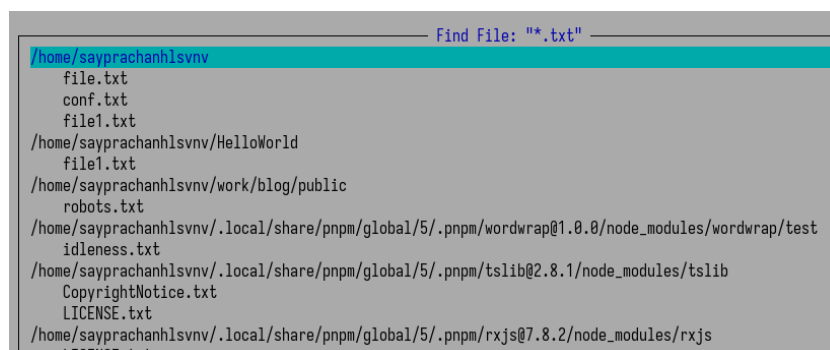 Find File: "*.txt"
/home/sayprachanhlsvnv
file.txt
conf.txt
file1.txt
/home/sayprachanhlsvnv/HelloWorld
file1.txt
/home/sayprachanhlsvnv/work/blog/public
robots.txt
/home/sayprachanhlsvnv/.local/share/pnpm/global/5/.pnpm/wordwrap@1.0.0/node_modules/wordwrap/test
idleness.txt
/home/sayprachanhlsvnv/.local/share/pnpm/global/5/.pnpm/tslib@2.8.1/node_modules/tslib
CopyrightNotice.txt
LICENSE.txt
/home/sayprachanhlsvnv/.local/share/pnpm/global/5/.pnpm/rxjs@7.8.2/node_modules/rxjs